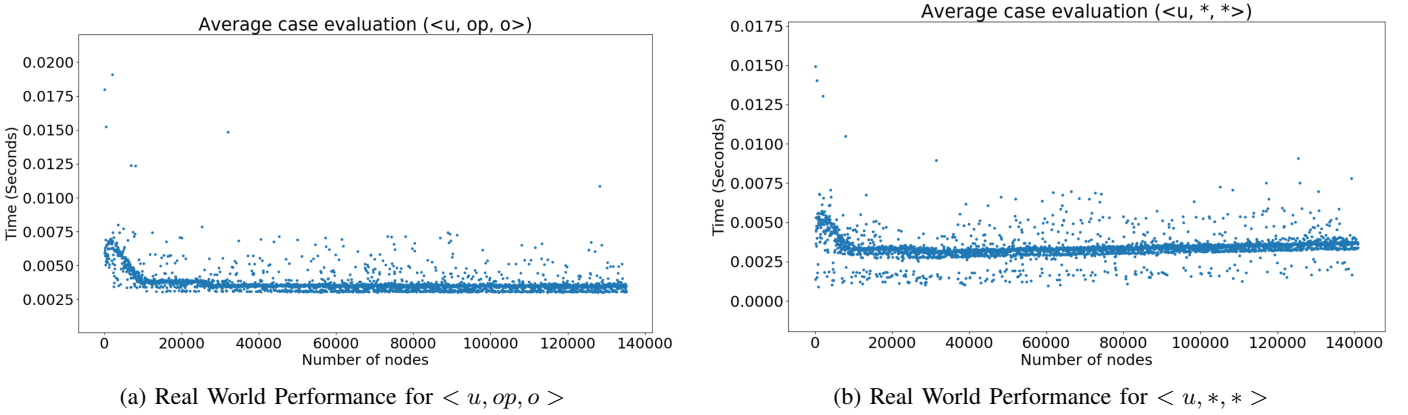 Average case evaluation (<u, op, o>)
0.0200
0.0175
0.0150
0.0125
0.0100
0.0075
0.0050
0.0025
Time (Seconds)
0 20000 40000 60000 80000 100000 120000 140000
Number of nodes
(a) Real World Performance for < u, op, o >
Average case evaluation (<u, *, *>)
0.0175
0.0150
0.0125
0.0100
0.0075
0.0050
0.0025
0.0000
Time (Seconds)
0 20000 40000 60000 80000 100000 120000 140000
Number of nodes
(b) Real World Performance for < u, *, * >